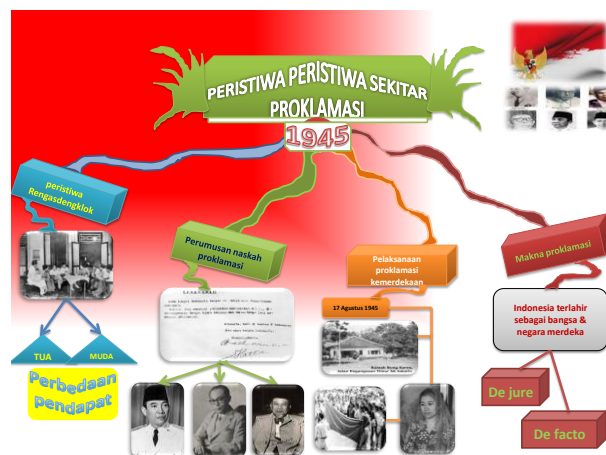 PERISTIWA PERISTIWA SEKITAR
PROKLAMASI
1945
peristiwa
Rengasdengklok
TUA
MUDA
Perbedaan
pendapat
Perumusan naskah
proklamasi
Pelaksanaan
proklamasi
kemerdekaan
17 Agustus 1945
Makna proklamasi
Indonesia terlahir
sebagai bangsa &
negara merdeka
De jure
De facto